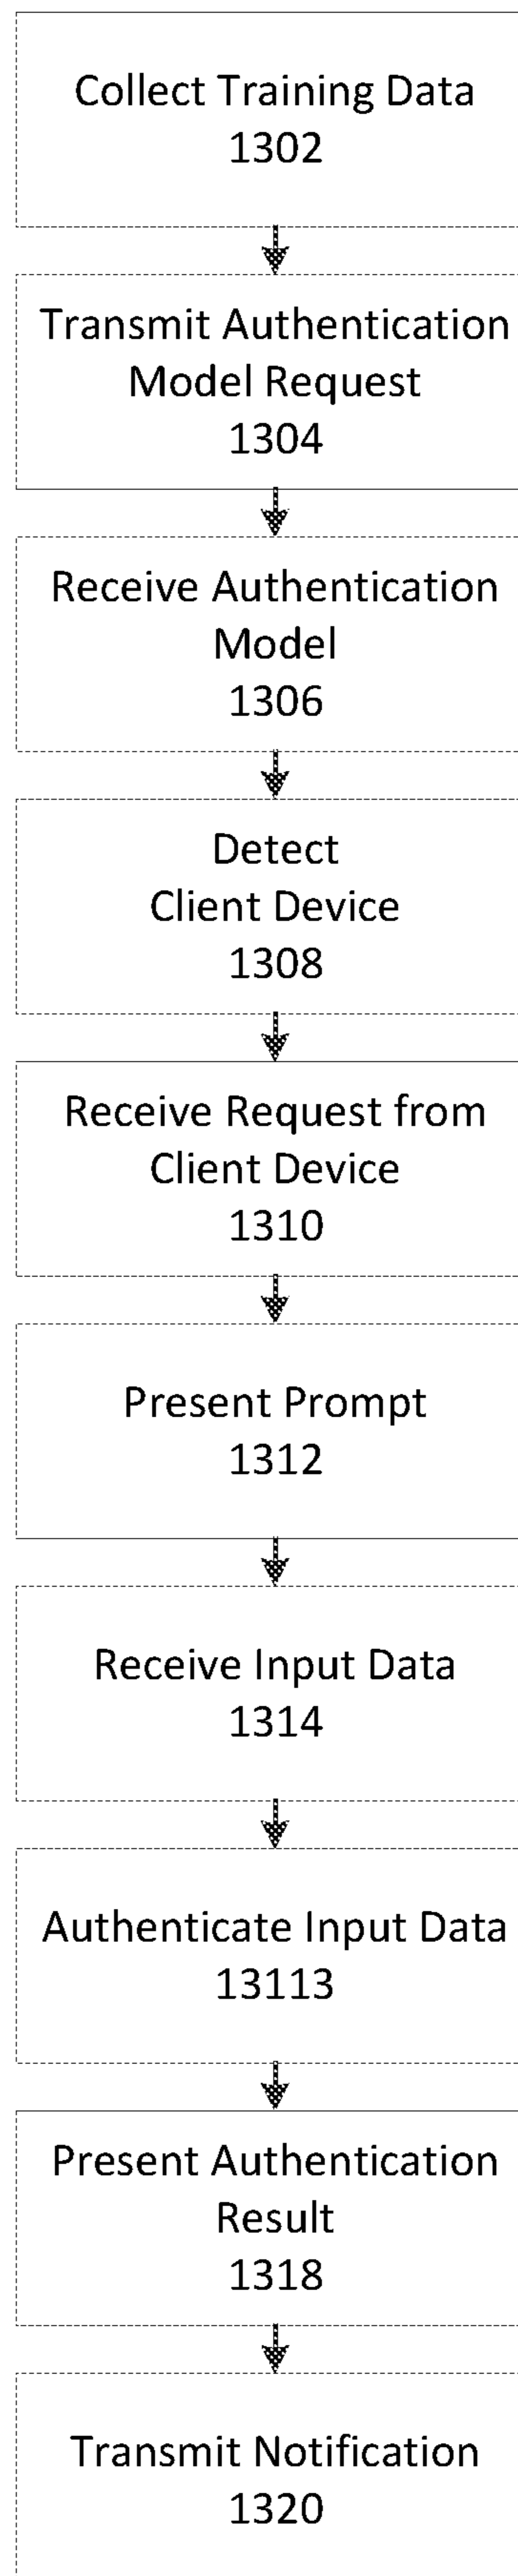 Collect Training Data
1302
Transmit Authentication
Model Request
1304
Receive Authentication
Model
1306
Detect
Client Device
1308
Receive Request from
Client Device
1310
Present Prompt
1312
Receive Input Data
1314
Authenticate Input Data
13113
Present Authentication
Result
1318
Transmit Notification
1320